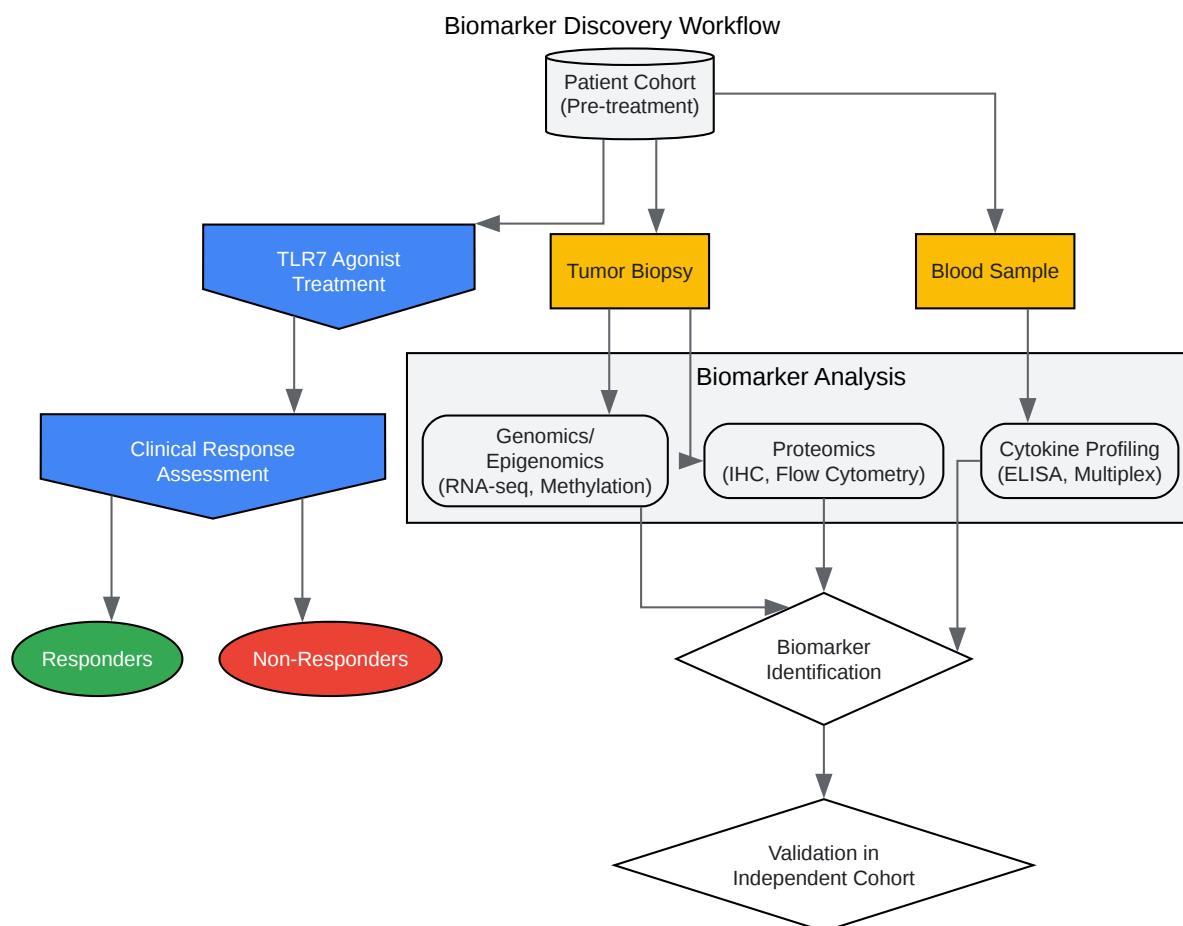 Biomarker Discovery Workflow
Patient Cohort
(Pre-treatment)
TLR7 Agonist
Treatment
Tumor Biopsy
Blood Sample
Biomarker Analysis
Clinical Response
Assessment
Genomics/
Epigenomics
(RNA-seq, Methylation)
Proteomics
(IHC, Flow Cytometry)
Cytokine Profiling
(ELISA, Multiplex)
Responders
Non-Responders
Biomarker
Identification
Validation in
Independent Cohort